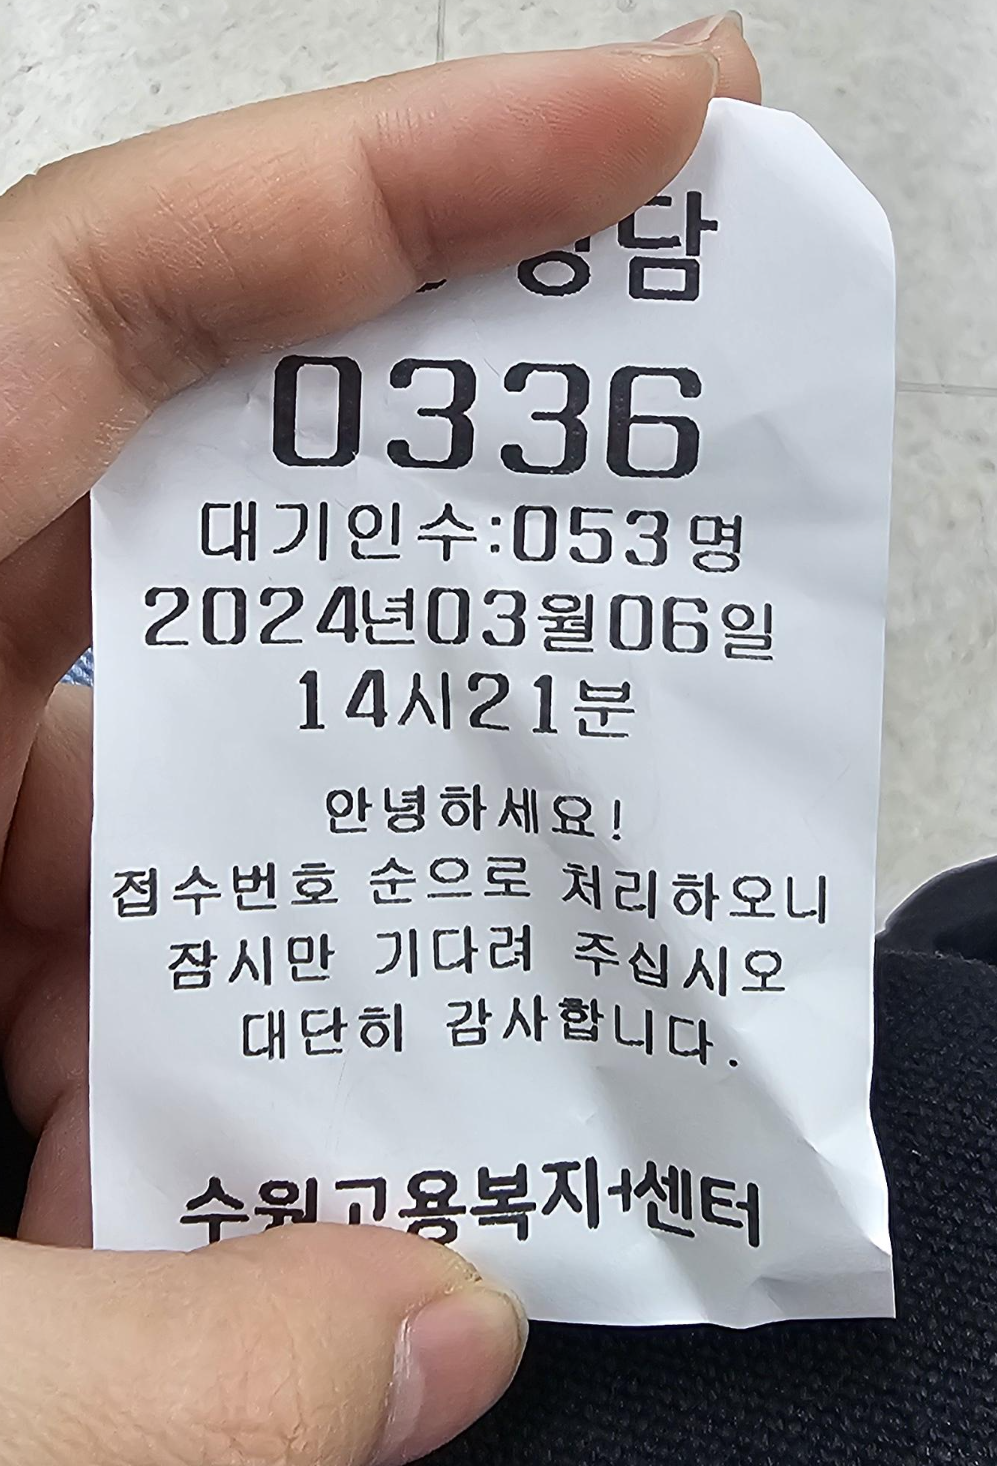 상담
0336
대기인수:053명
2024년03월06일
14시21분
안녕하세요!
접수번호 순으로 처리하오니
잠시만 기다려 주십시오
대단히 감사합니다.
수원고용복지+센터